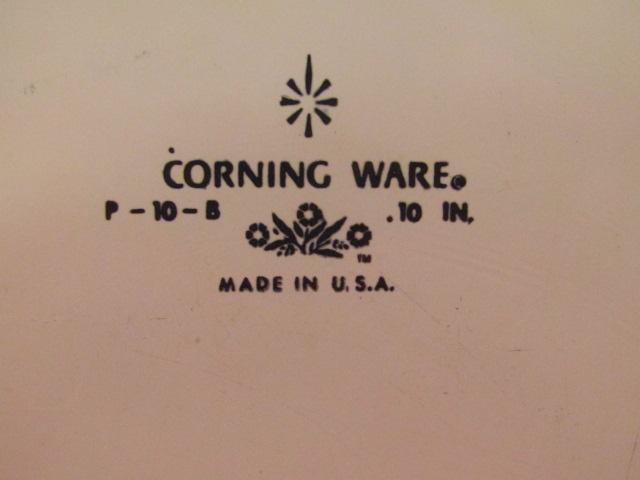 CORNING WARE®
P-10-B .10 IN.
TM
MADE IN U.S.A.